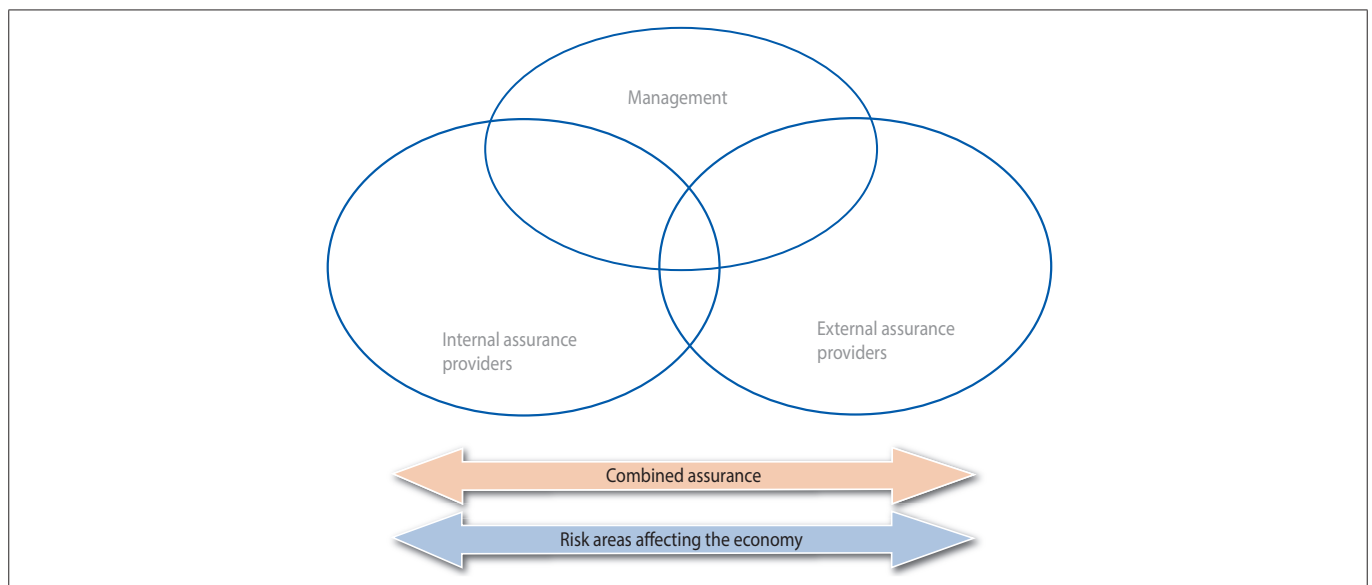 Management
Internal assurance
providers
External assurance
providers
Combined assurance
Risk areas affecting the economy